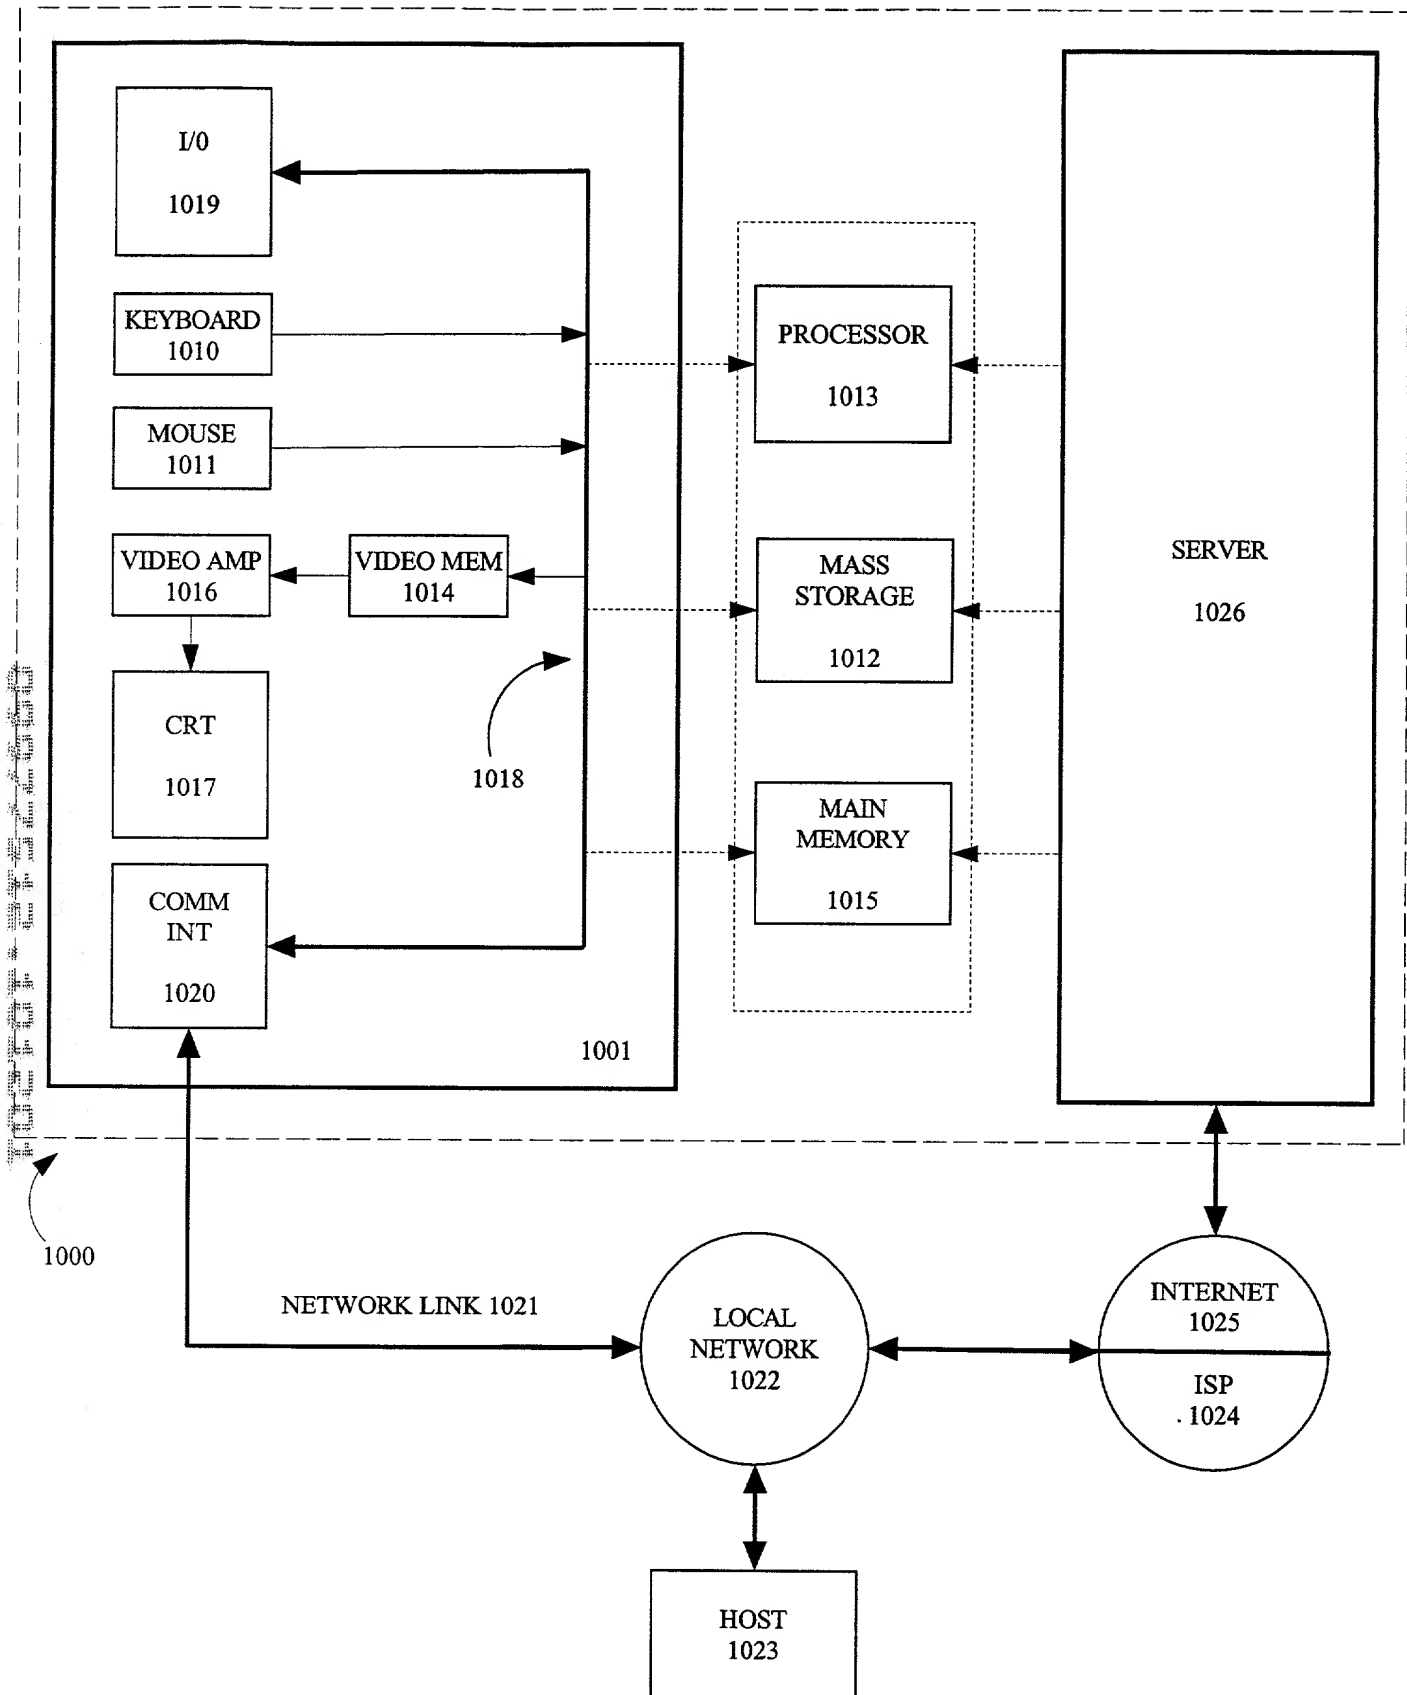 I/0
1019
KEYBOARD
1010
MOUSE
1011
VIDEO AMP
1016
VIDEO MEM
1014
CRT
1017
1018
COMM
INT
1020
1001
PROCESSOR
1013
MASS
STORAGE
1012
MAIN
MEMORY
1015
SERVER
1026
1000
NETWORK LINK 1021
LOCAL
NETWORK
1022
INTERNET
1025
ISP
1024
HOST
1023